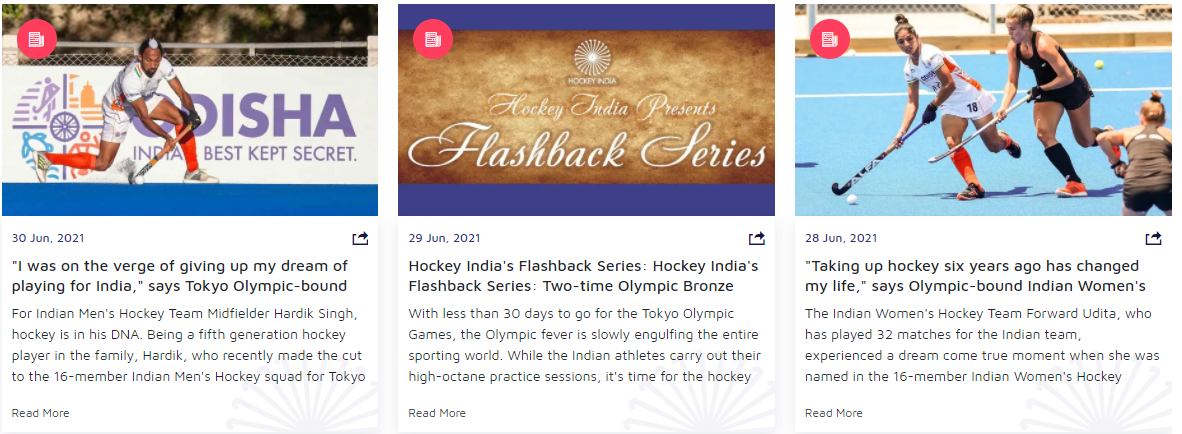 ODISHA
INDIA'S BEST KEPT SECRET.
30 Jun, 2021
"I was on the verge of giving up my dream of
playing for India," says Tokyo Olympic-bound
For Indian Men's Hockey Team Midfielder Hardik Singh,
hockey is in his DNA. Being a fifth generation hockey
player in the family, Hardik, who recently made the cut
to the 16-member Indian Men's Hockey squad for Tokyo
Read More
HOCKEY INDIA
Hockey India Presents
Flashback Series
29 Jun, 2021
Hockey India's Flashback Series: Hockey India's
Flashback Series: Two-time Olympic Bronze
With less than 30 days to go for the Tokyo Olympic
Games, the Olympic fever is slowly engulfing the entire
sporting world. While the Indian athletes carry out their
high-octane practice sessions, it's time for the hockey
Read More
18
ALFA
28 Jun, 2021
"Taking up hockey six years ago has changed
my life," says Olympic-bound Indian Women's
The Indian Women's Hockey Team Forward Udita, who
has played 32 matches for the Indian team,
experienced a dream come true moment when she was
named in the 16-member Indian Women's Hockey
Read More